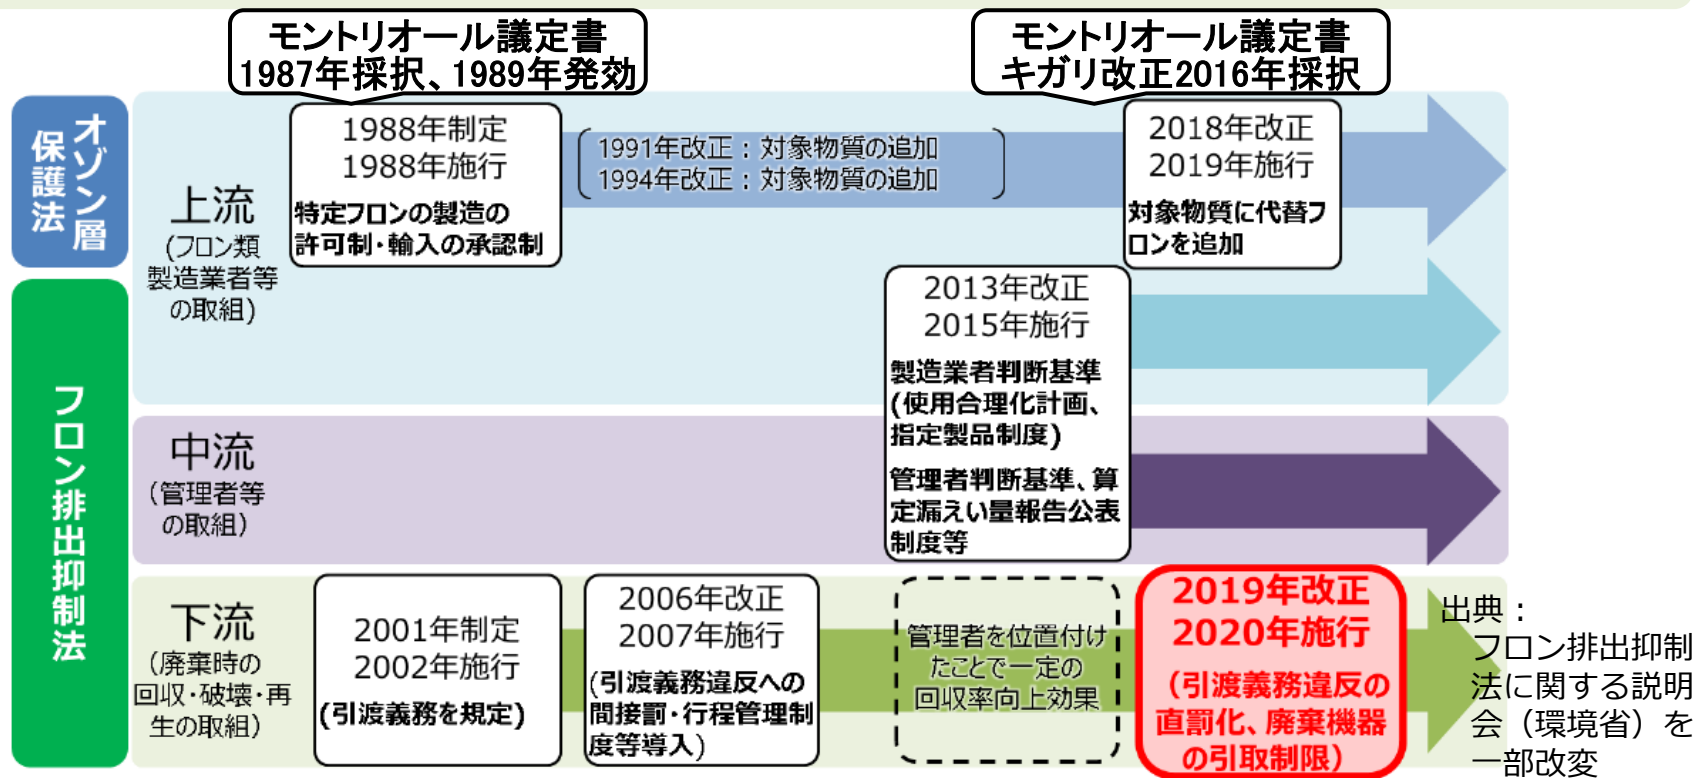 モントリオール議定書
1987年採択、1989年発効
モントリオール議定書
キガリ改正2016年採択
オゾン層
保護法
上流
(フロン類
製造業者等
の取組)
1988年制定
1988年施行
特定フロンの製造の
許可制・輸入の承認制
1991年改正：対象物質の追加
1994年改正：対象物質の追加
2018年改正
2019年施行
対象物質に代替フ
ロンを追加
フロン排出抑制法
2013年改正
2015年施行
製造業者判断基準
(使用合理化計画、
指定製品制度)
管理者判断基準、算
定漏えい量報告公表
制度等
中流
(管理者等
の取組)
下流
(廃棄時の
回収・破壊・再
生の取組)
2001年制定
2002年施行
(引渡義務を規定)
2006年改正
2007年施行
(引渡義務違反への
間接罰・行程管理制
度等導入)
管理者を位置付け
たことで一定の
回収率向上効果
2019年改正
2020年施行
（引渡義務違反の
直罰化、廃棄機器
の引取制限）
出典：
フロン排出抑制
法に関する説明
会（環境省）を
一部改変